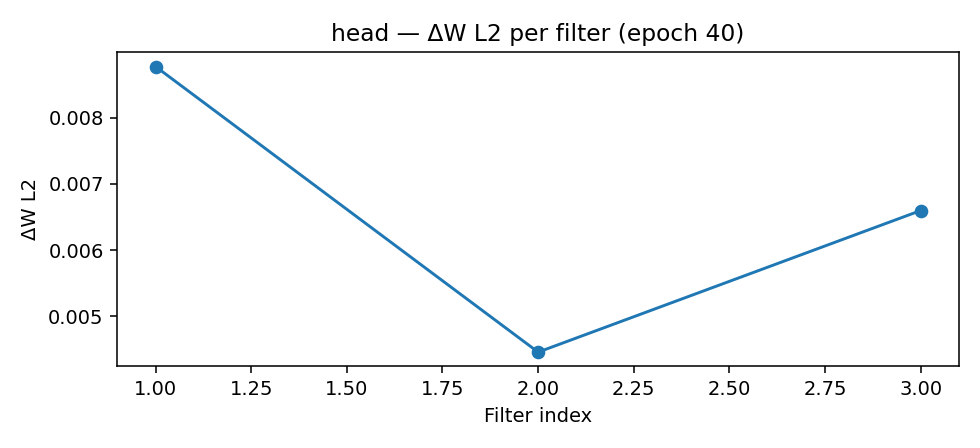 head — ΔW L2 per filter (epoch 40)
ΔW L2
0.008
0.007
0.006
0.005
1.00 1.25 1.50 1.75 2.00 2.25 2.50 2.75 3.00
Filter index